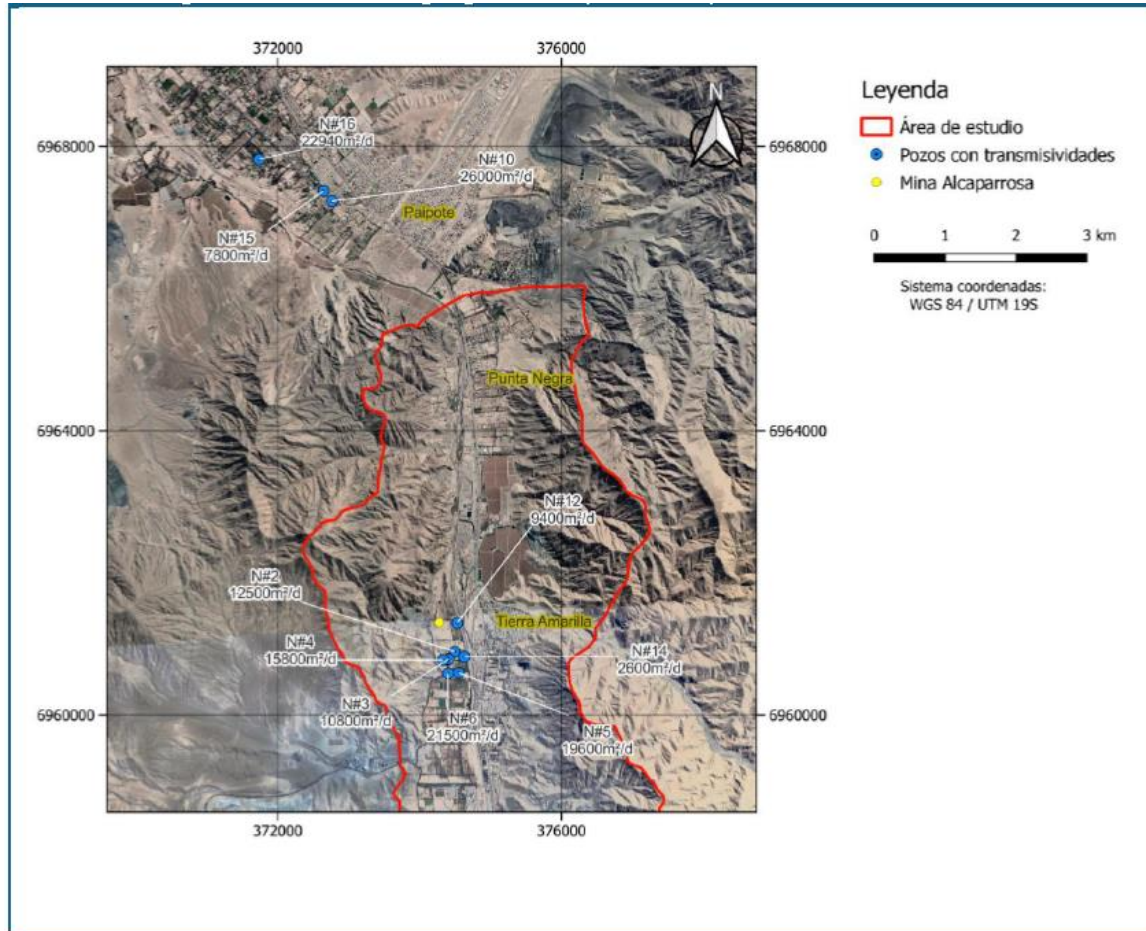 372000
376000
N
N#16
22940m²/d
6968000
6968000
N#10
26000m²/d
Paipote
N#15
7800m²/d
Punta Negra
6964000
6964000
N#12
9400m²/d
N#2
12500m²/d
Tierra Amarilla
N#4
15800m²/d
N#14
2600m²/d
N#3
10800m²/d
6960000
6960000
N#6
21500m²/d
N#5
19600m²/d
372000
376000
Leyenda
Área de estudio
Pozos con transmisividades
Mina Alcaparrosa
0 1 2 3 km
Sistema coordenadas:
WGS 84 / UTM 19S